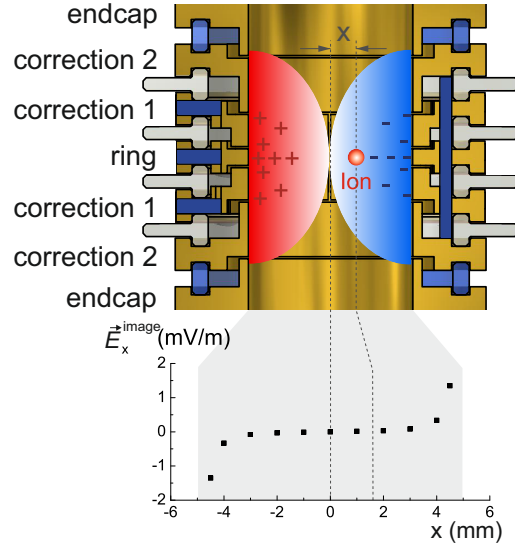 endcap
x
correction 2
correction 1
ring
Ion
correction 1
correction 2
endcap
E_x^image (mV/m)
2
1
0
-1
-2
-6 -4 -2 0 2 4 6
x (mm)